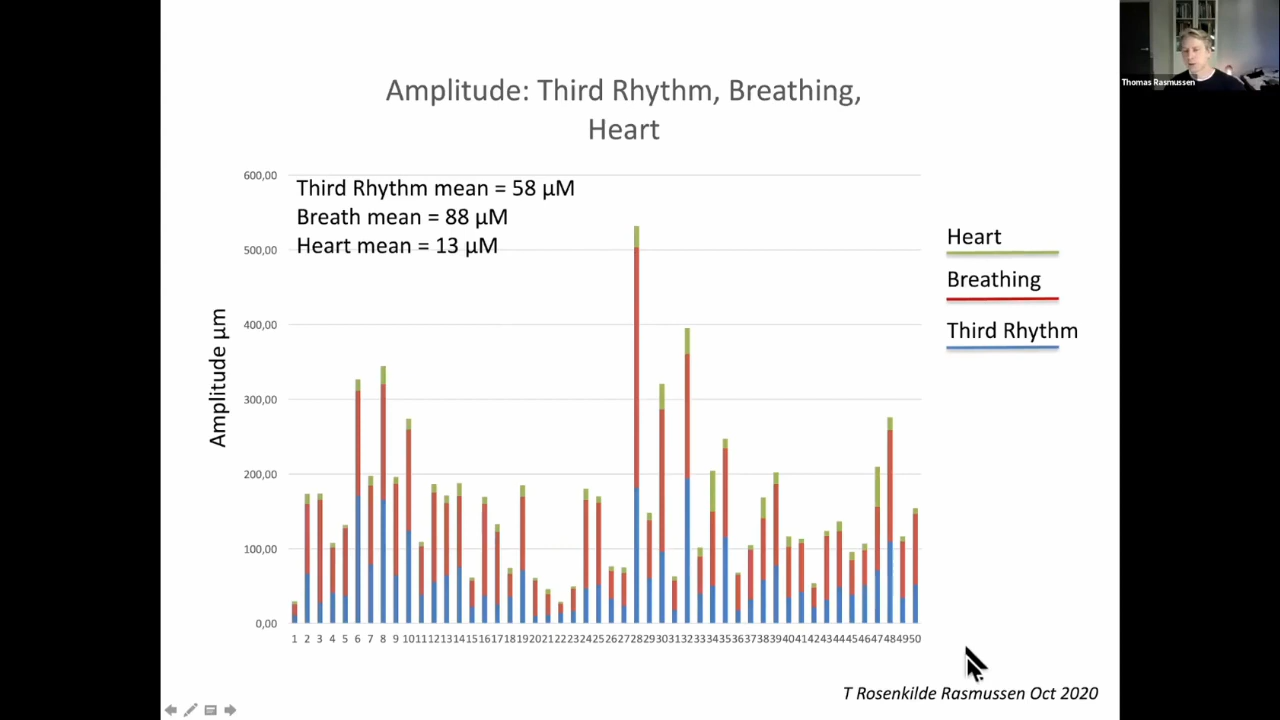 Thomas Rasmussen
Amplitude: Third Rhythm, Breathing,
Heart
600,00
Third Rhythm mean = 58 µM
Breath mean = 88 µM
Heart mean = 13 µM
500,00
400,00
300,00
200,00
100,00
0,00
Amplitude µm
Heart
Breathing
Third Rhythm
1 2 3 4 5 6 7 8 9 10 11 12 13 14 15 16 17 18 19 20 21 22 23 24 25 26 27 28 29 30 31 32 33 34 35 36 37 38 39 40 41 42 43 44 45 46 47 48 49 50
T Rosenkilde Rasmussen Oct 2020